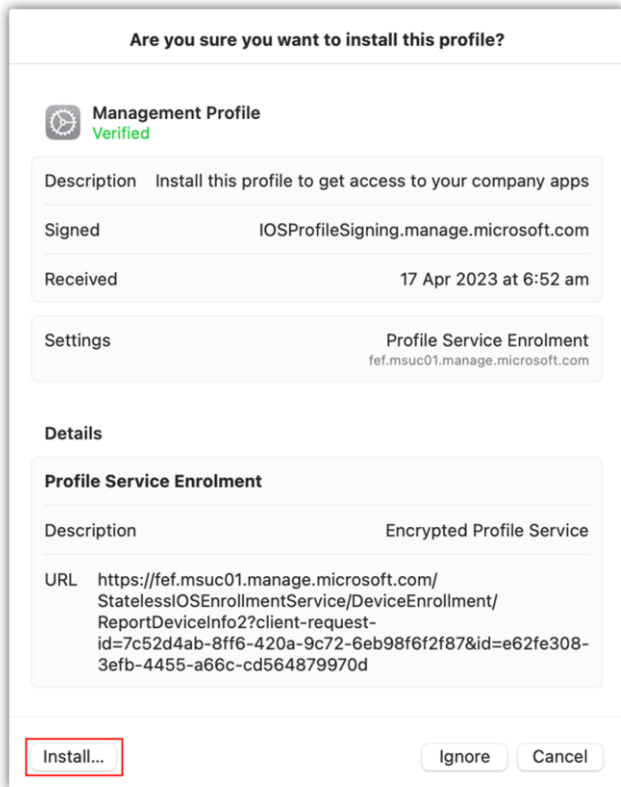 Are you sure you want to install this profile?
Management Profile
Verified
Description Install this profile to get access to your company apps
Signed IOSProfileSigning.manage.microsoft.com
Received 17 Apr 2023 at 6:52 am
Settings Profile Service Enrolment
fef.msuc01.manage.microsoft.com
Details
Profile Service Enrolment
Description Encrypted Profile Service
URL https://fef.msuc01.manage.microsoft.com/
StatelessIOSEnrollmentService/DeviceEnrollment/
ReportDeviceInfo2?client-request-
id=7c52d4ab-8ff6-420a-9c72-6eb98f6f2f87&id=e62fe308-
3efb-4455-a66c-cd564879970d
Install... Ignore Cancel